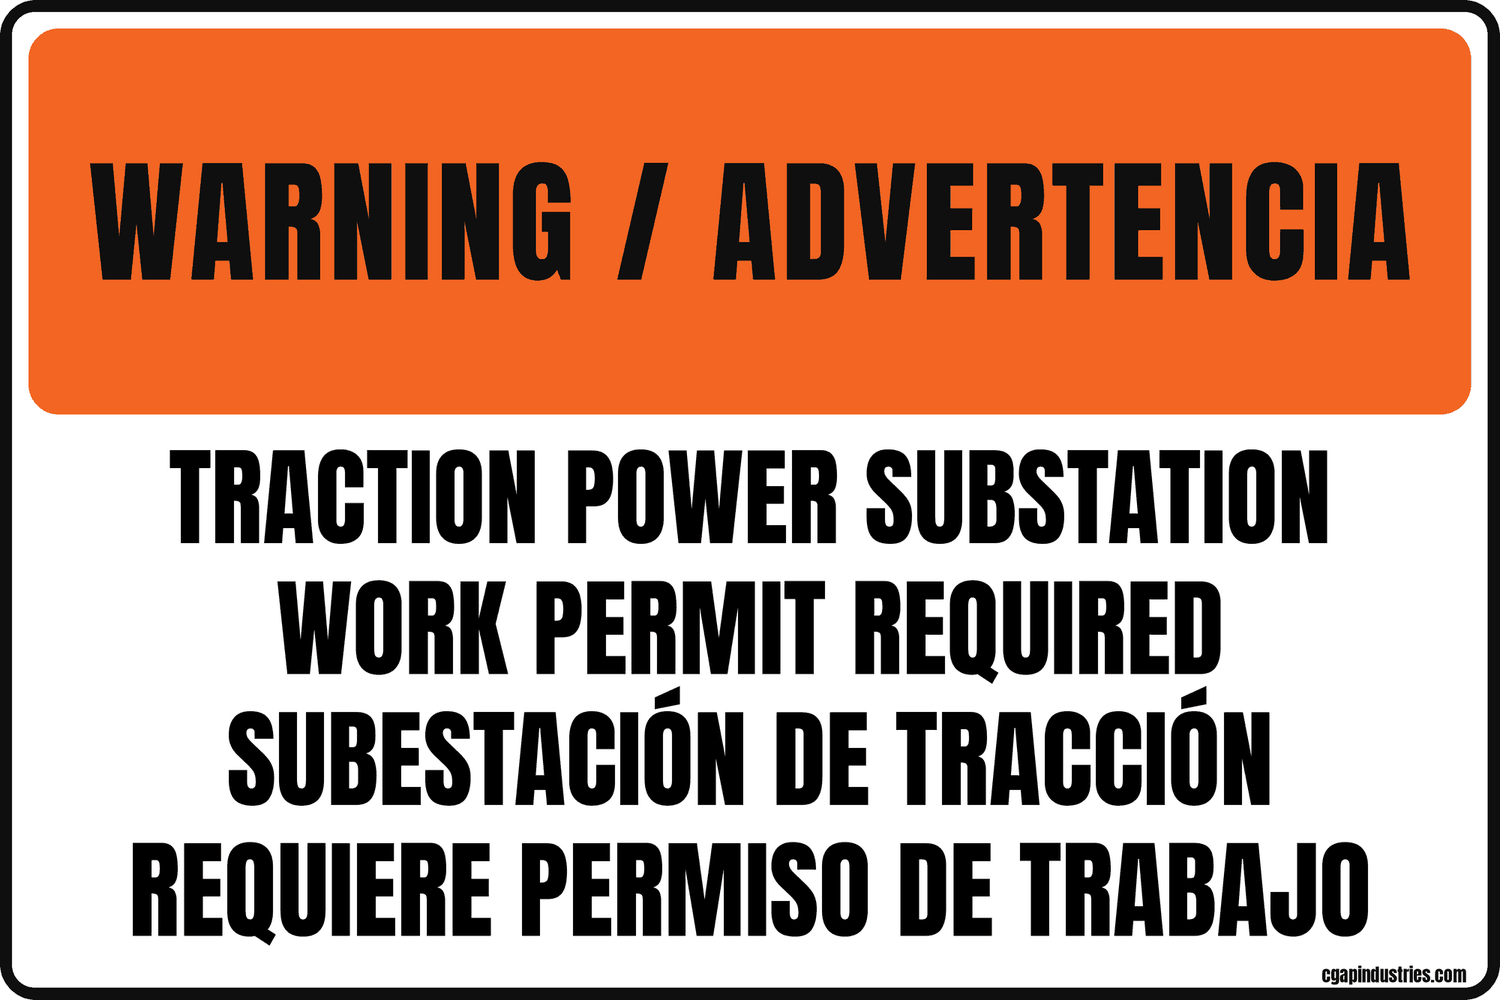 WARNING / ADVERTENCIA
TRACTION POWER SUBSTATION
WORK PERMIT REQUIRED
SUBESTACIÓN DE TRACCIÓN
REQUIERE PERMISO DE TRABAJO
cgapindustries.com